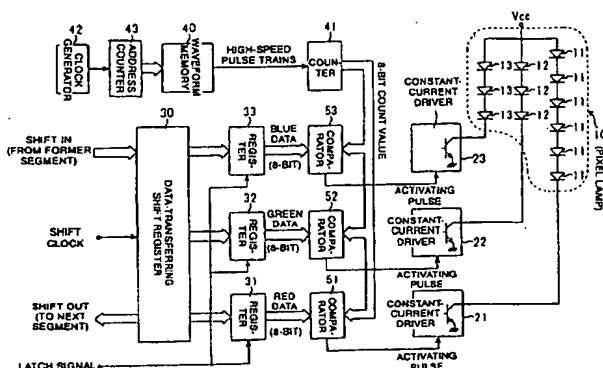 42
CLOCK
GENERATOR
43
ADDRESS
COUNTER
40
WAVEFORM
MEMORY
HIGH-SPEED
PULSE TRAINS
41
COUN-
TER
8-BIT COUNT VALUE
Vcc
13
12
11
13
12
11
13
12
11
11
11
11
(PIXEL LAMP)
CONSTANT-
CURRENT
DRIVER
23
ACTIVATING
PULSE
SHIFT IN
(FROM FORMER
SEGMENT)
30
DATA-TRANSFERRING
SHIFT REGISTER
33
REGIS-
TER
BLUE DATA
(8-BIT)
53
COMPA-
RATOR
SHIFT
CLOCK
32
REGIS-
TER
GREEN DATA
(8-BIT)
52
COMPA-
RATOR
CONSTANT-
CURRENT
DRIVER
22
ACTIVATING
PULSE
SHIFT OUT
(TO NEXT
SEGMENT)
31
REGIS-
TER
RED DATA
(8-BIT)
51
COMPA-
RATOR
CONSTANT-
CURRENT
DRIVER
21
ACTIVATING
PULSE
LATCH SIGNAL